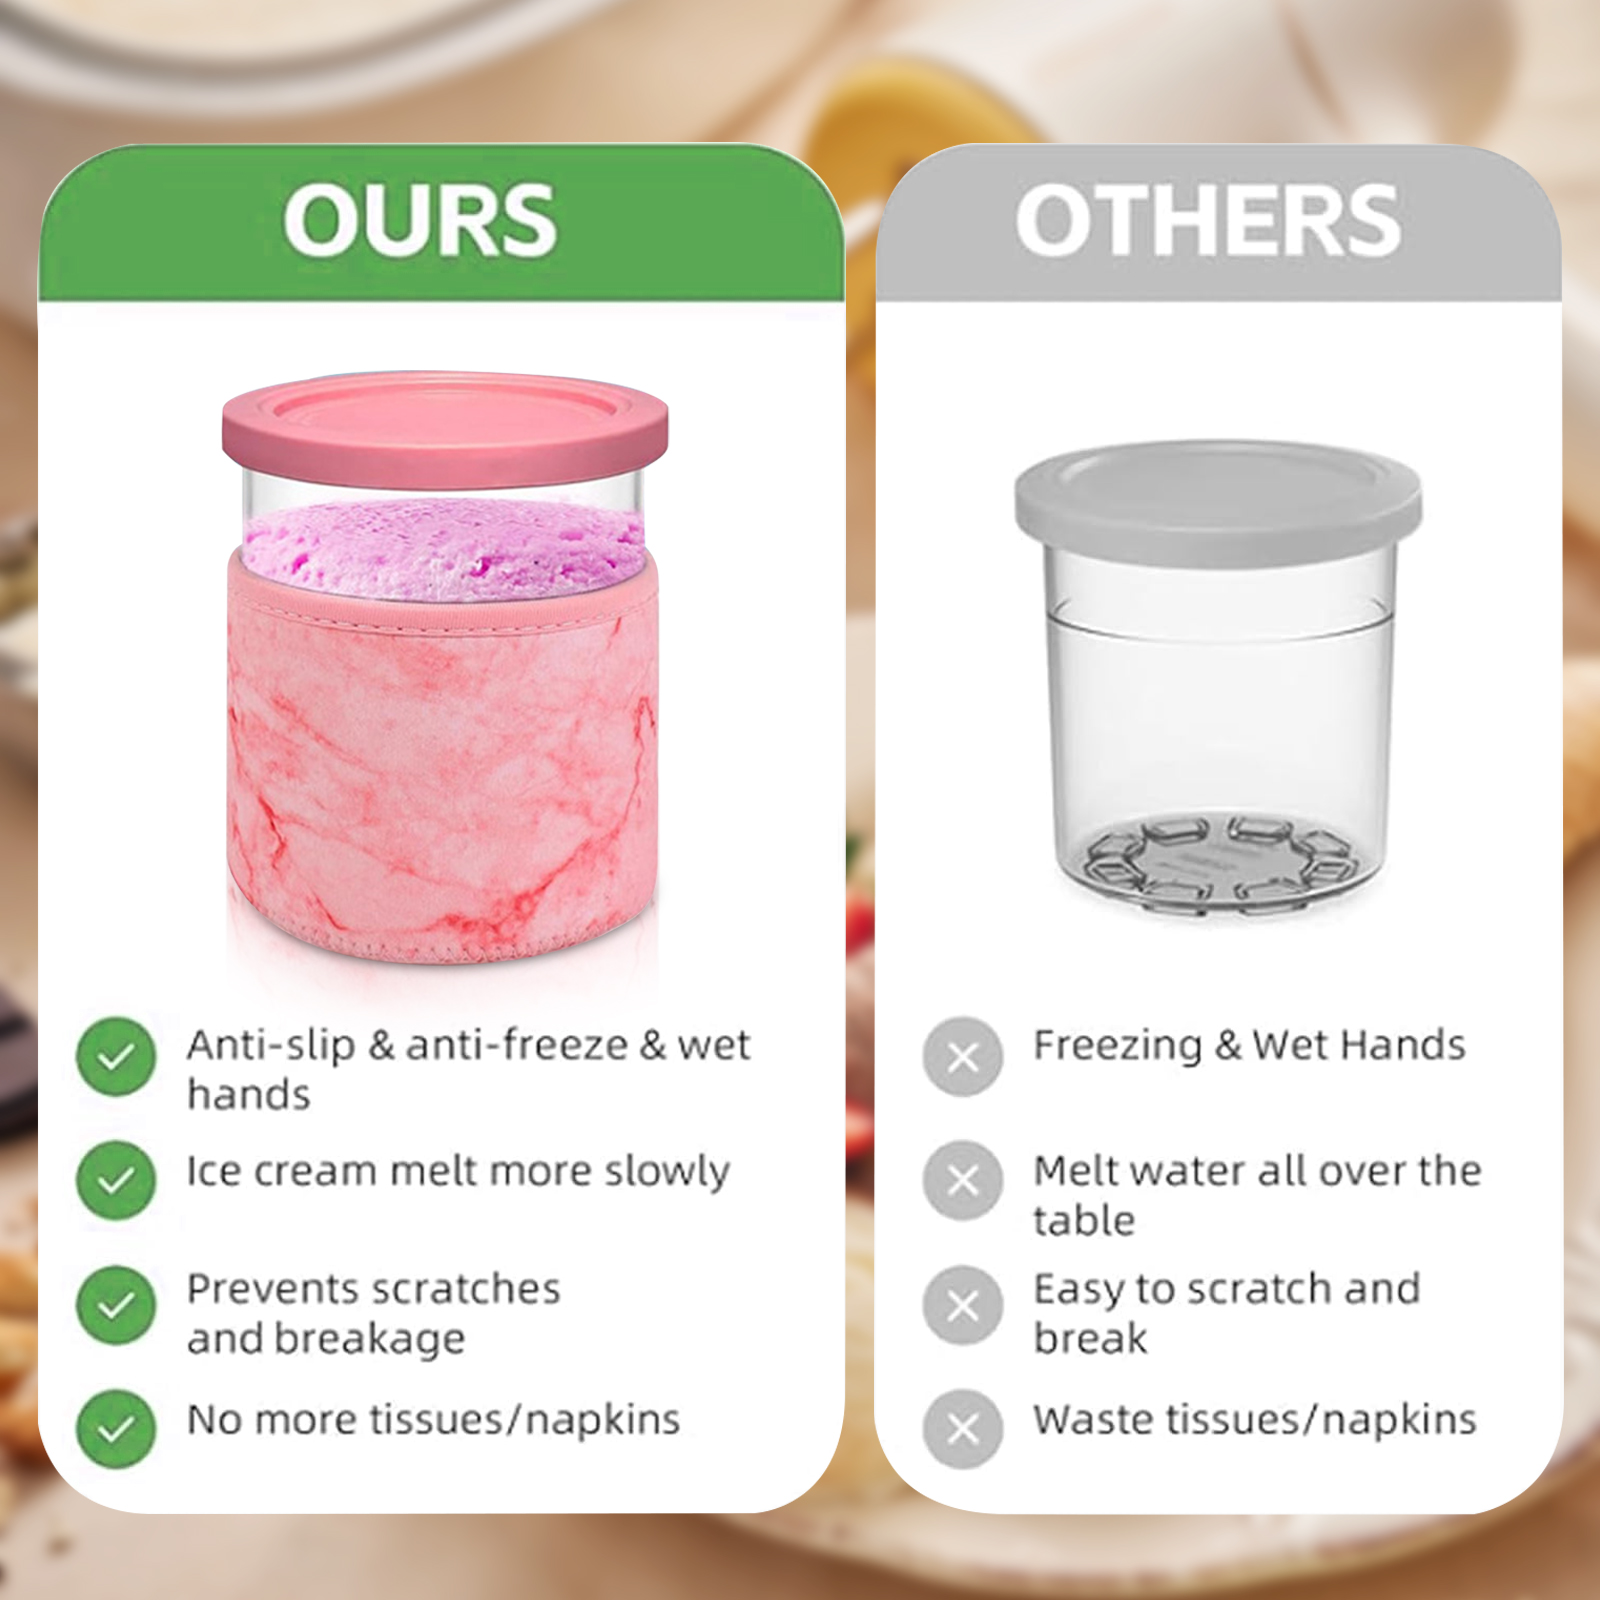 OURS
Anti-slip & anti-freeze & wet
hands
Ice cream melt more slowly
Prevents scratches
and breakage
No more tissues/napkins
OTHERS
Freezing & Wet Hands
Melt water all over the
table
Easy to scratch and
break
Waste tissues/napkins